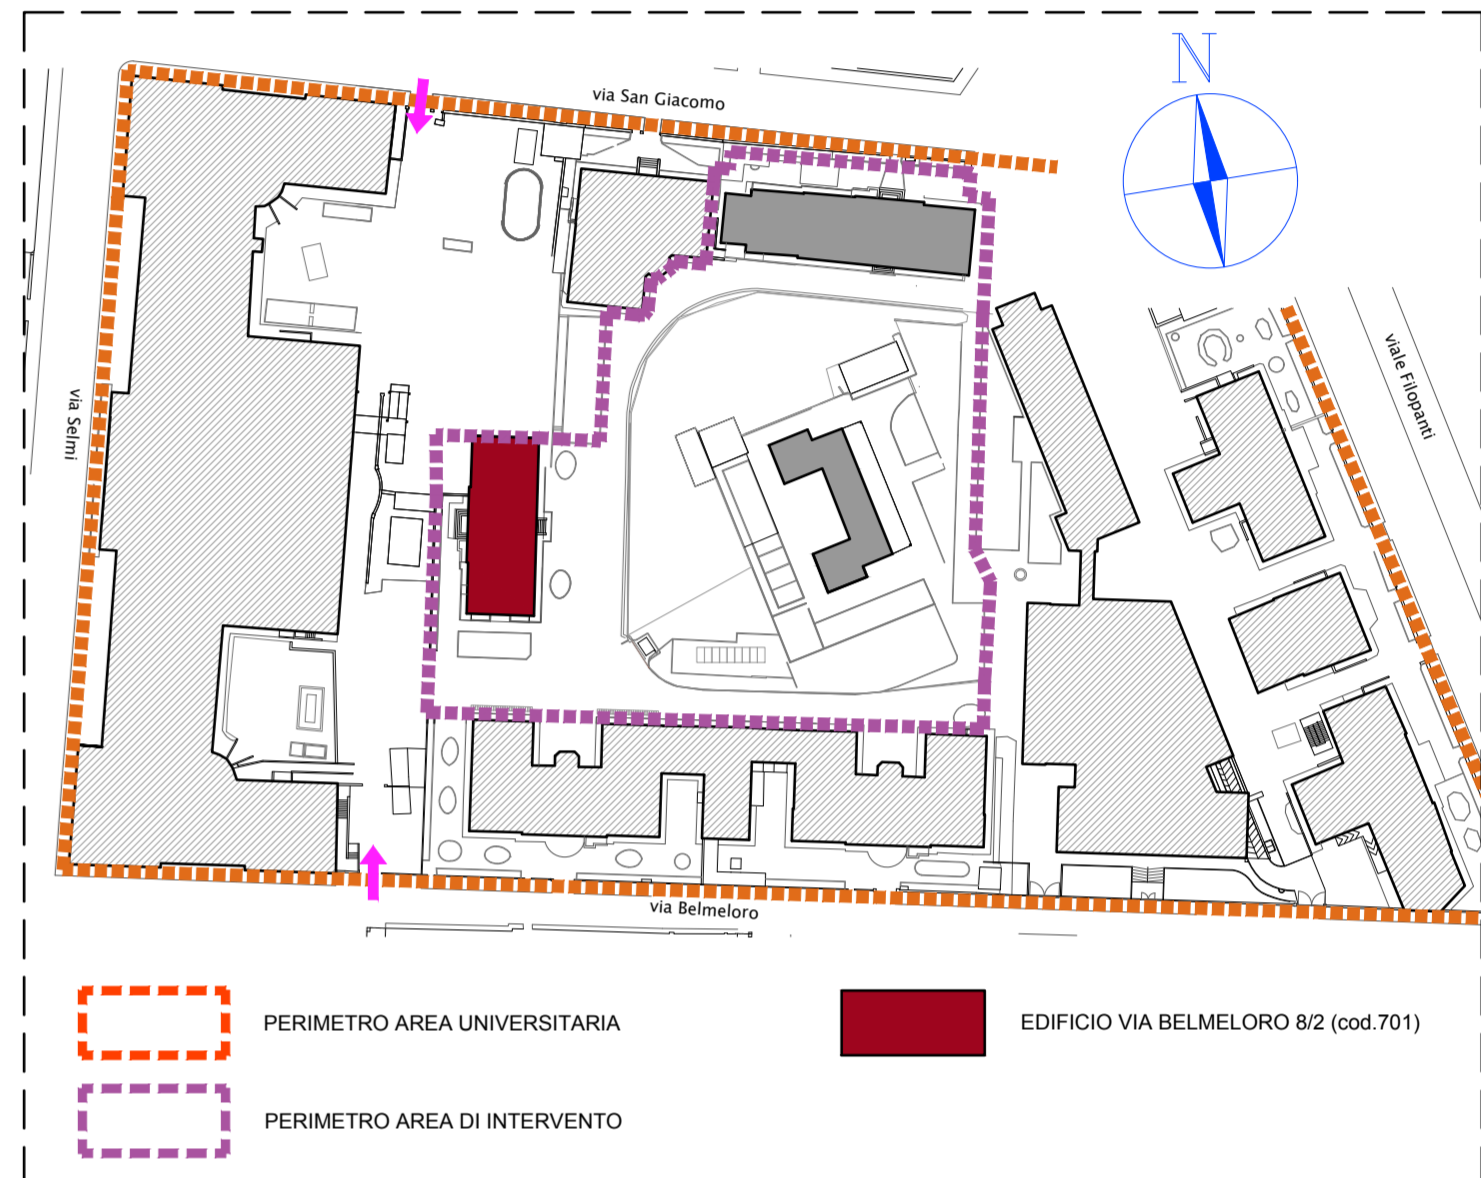 N
via San Giacomo
viale Filopanti
via Selmi
via Belmeloro
PERIMETRO AREA UNIVERSITARIA
EDIFICIO VIA BELMELORO 8/2 (cod.701)
PERIMETRO AREA DI INTERVENTO